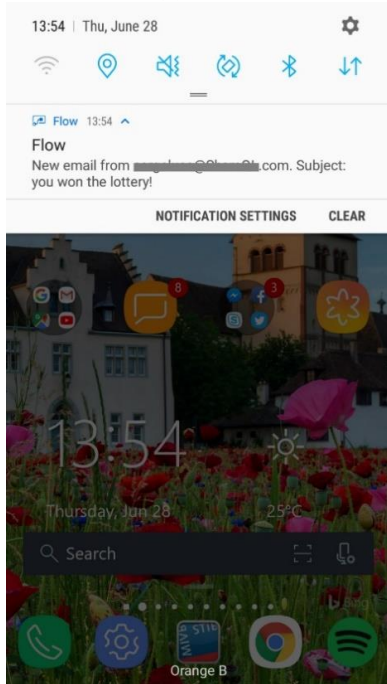 13:54 | Thu, June 28
Flow 13:54
Flow
New email from .com. Subject:
you won the lottery!
NOTIFICATION SETTINGS CLEAR
8
3
13:54
Thursday, Jun 28 25°C
Search
bing
Orange B